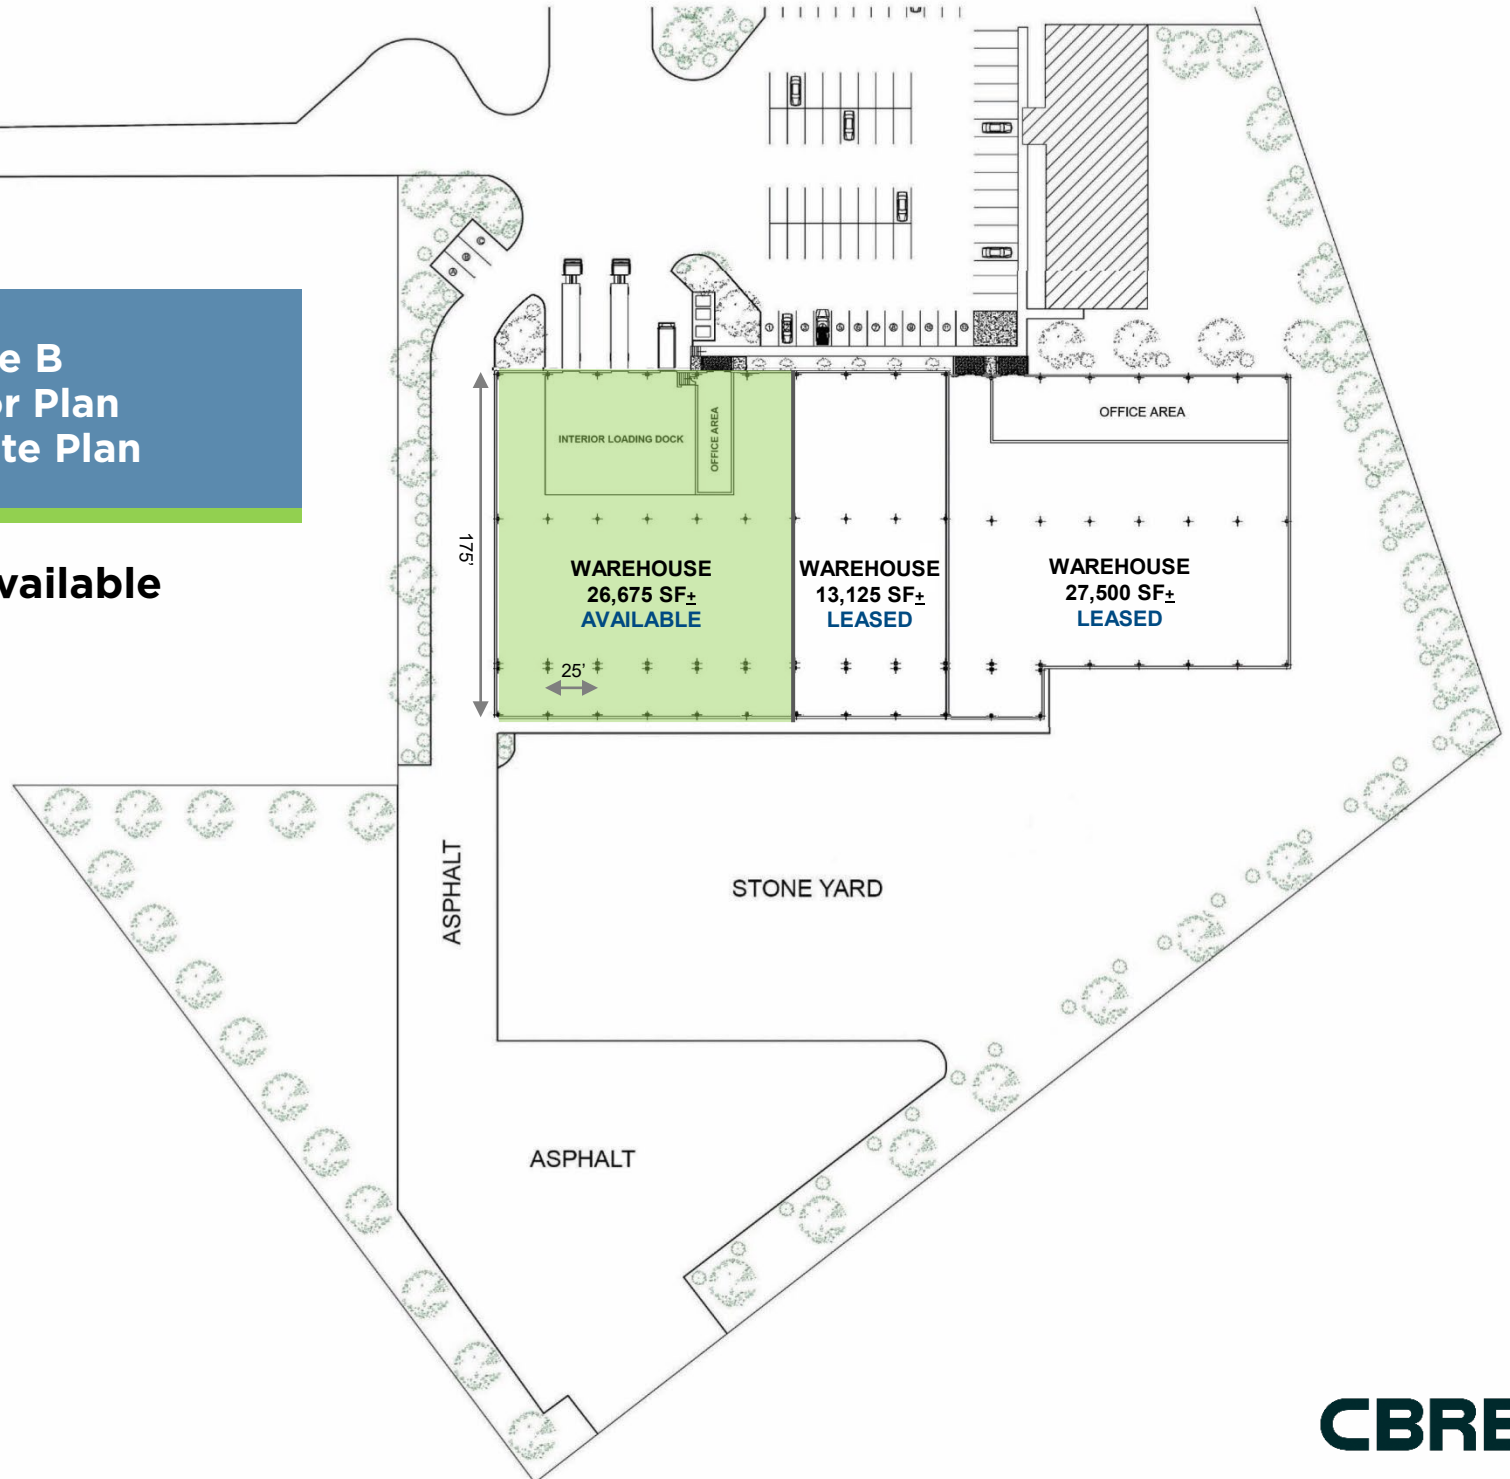 e B
or Plan
te Plan
vailable
A
B
C
INTERIOR LOADING DOCK
OFFICE AREA
OFFICE AREA
175'
25'
WAREHOUSE
26,675 SF±
AVAILABLE
WAREHOUSE
13,125 SF±
LEASED
WAREHOUSE
27,500 SF±
LEASED
ASPHALT
STONE YARD
ASPHALT
CBRE